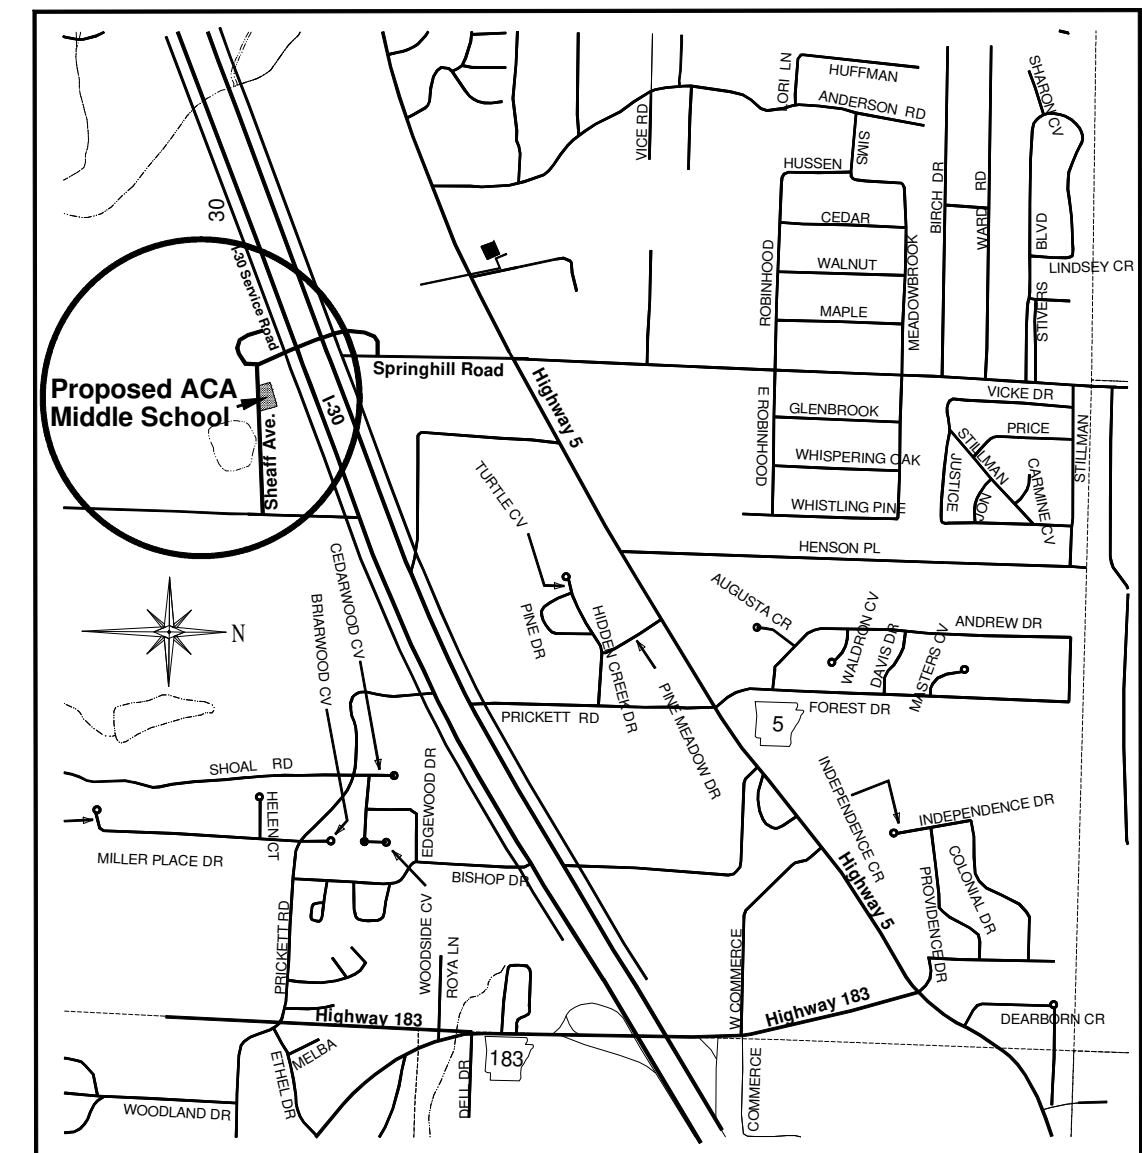 LORI LN
HUFFMAN
ANDERSON RD
SHARON CV
VICE RD
SIMS
HUSSEN
BIRCH DR
WARD RD
BLVD
STIVERS
LINDSEY CR
30
CEDAR
WALNUT
MAPLE
ROBINHOOD
MEADOWBROOK
I-30 Service Road
Proposed ACA
Middle School
Sheaff Ave.
I-30
Springhill Road
Highway 5
E ROBINHOOD
GLENBROOK
WHISPERING OAK
WHISTLING PINE
VICKE DR
PRICE
STILLMAN
STILLMAN
JUSTICE
JON
CARMINE CV
HENSON PL
TURTLE CV
PINE DR
HIDDEN CREEK DR
PINE MEADOW DR
AUGUSTA CR
WALDRON CV
DAVIS DR
MASTERS CV
ANDREW DR
FOREST DR
5
N
CEDARWOOD CV
BRIARWOOD CV
PRICKETT RD
SHOAL RD
HELEN CT
MILLER PLACE DR
EDGEWOOD DR
BISHOP DR
INDEPENDENCE CR
INDEPENDENCE DR
COLONIAL DR
PROVIDENCE DR
Highway 5
PRICKETT RD
WOODSIDE CV
ROYA LN
W COMMERCE
Highway 183
Highway 183
DEARBORN CR
183
MELBA
ETHEL DR
DELL DR
COMMERCE
WOODLAND DR